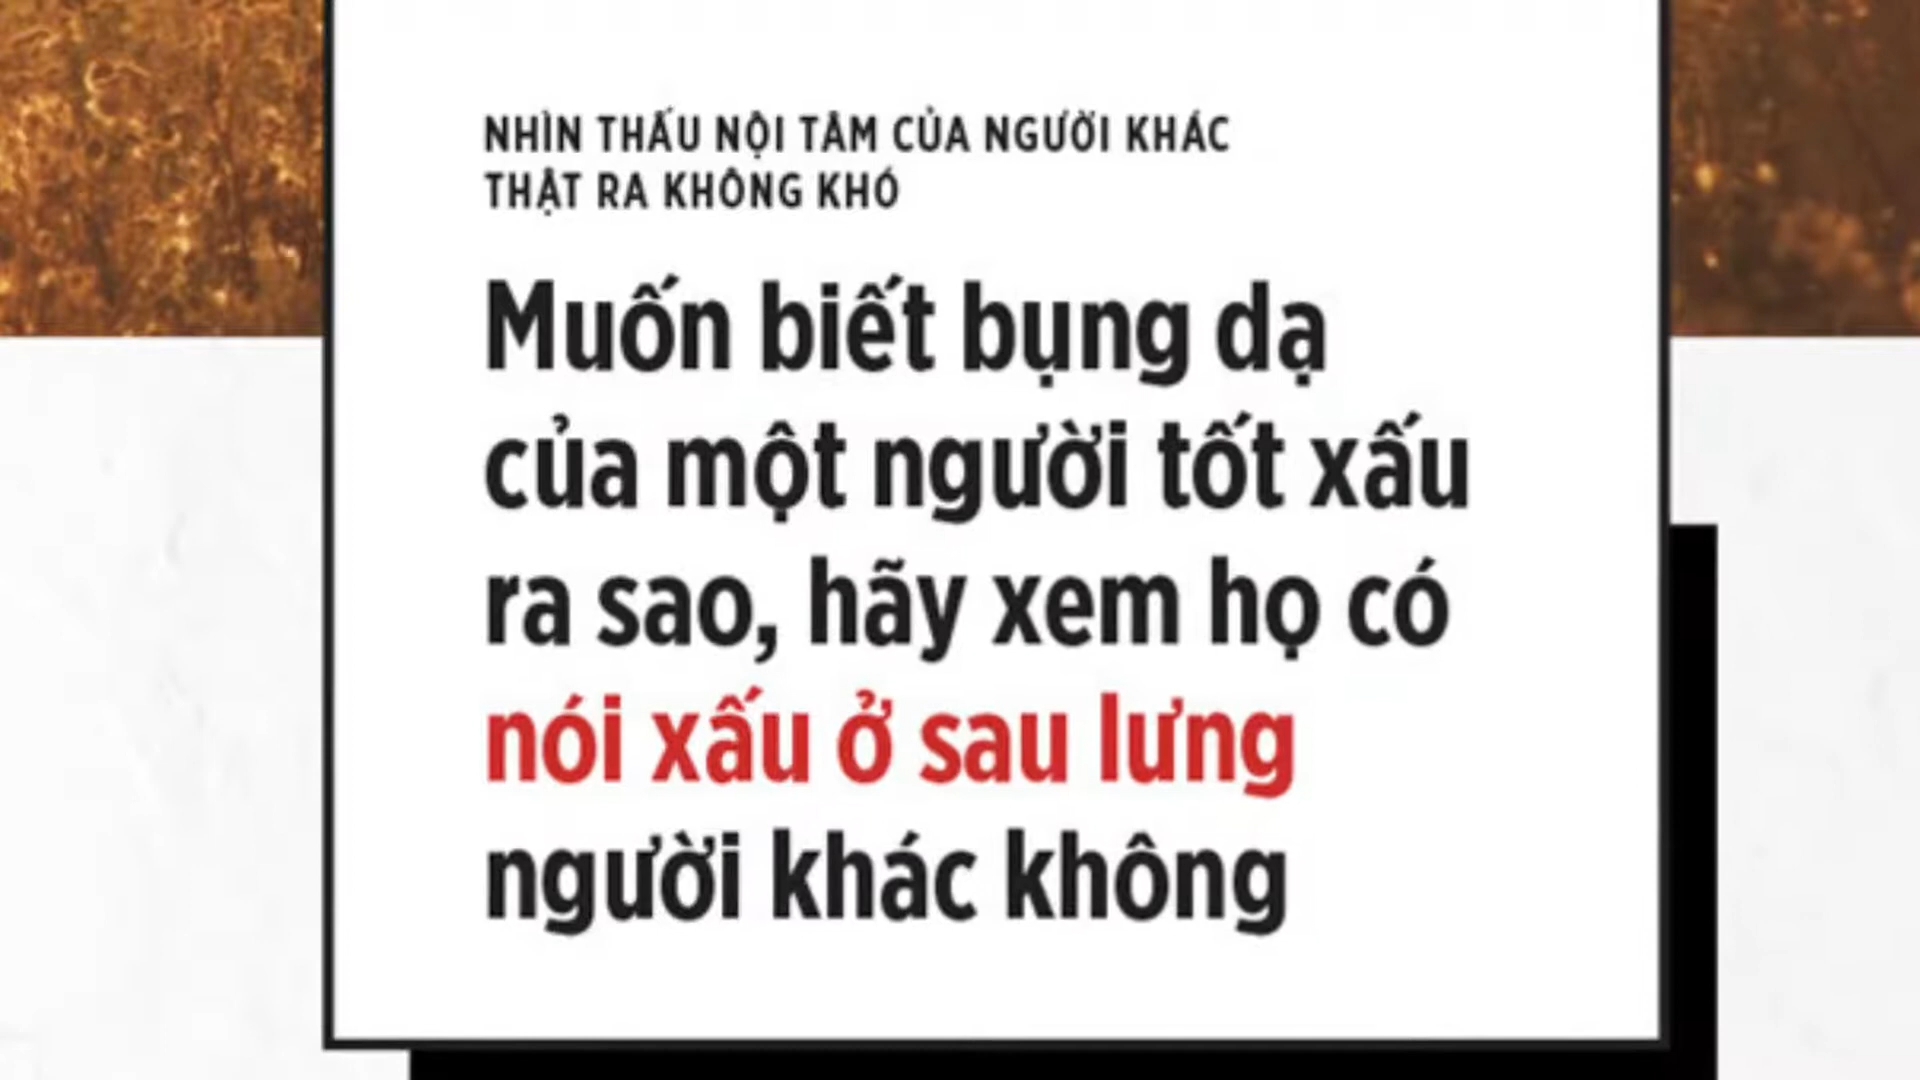 NHÌN THẤU NỘI TÂM CỦA NGƯỜI KHÁC
THẬT RA KHÔNG KHÓ
Muốn biết bụng dạ
của một người tốt xấu
ra sao, hãy xem họ có
nói xấu ở sau lưng
người khác không